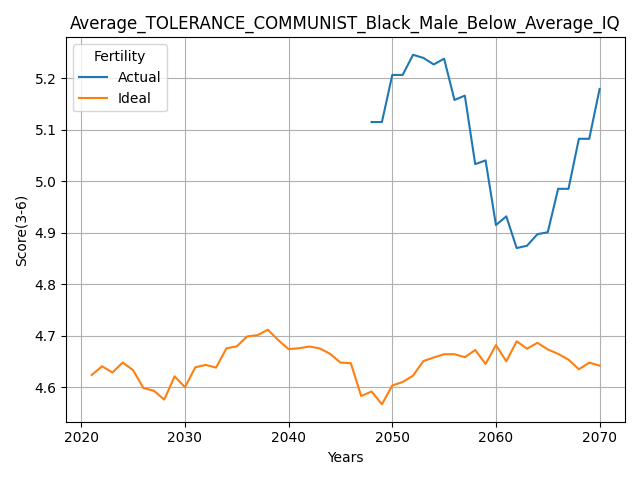 Average_TOLERANCE_COMMUNIST_Black_Male_Below_Average_IQ
Fertility
Actual
Ideal
Score(3-6)
5.2
5.1
5.0
4.9
4.8
4.7
4.6
2020 2030 2040 2050 2060 2070
Years